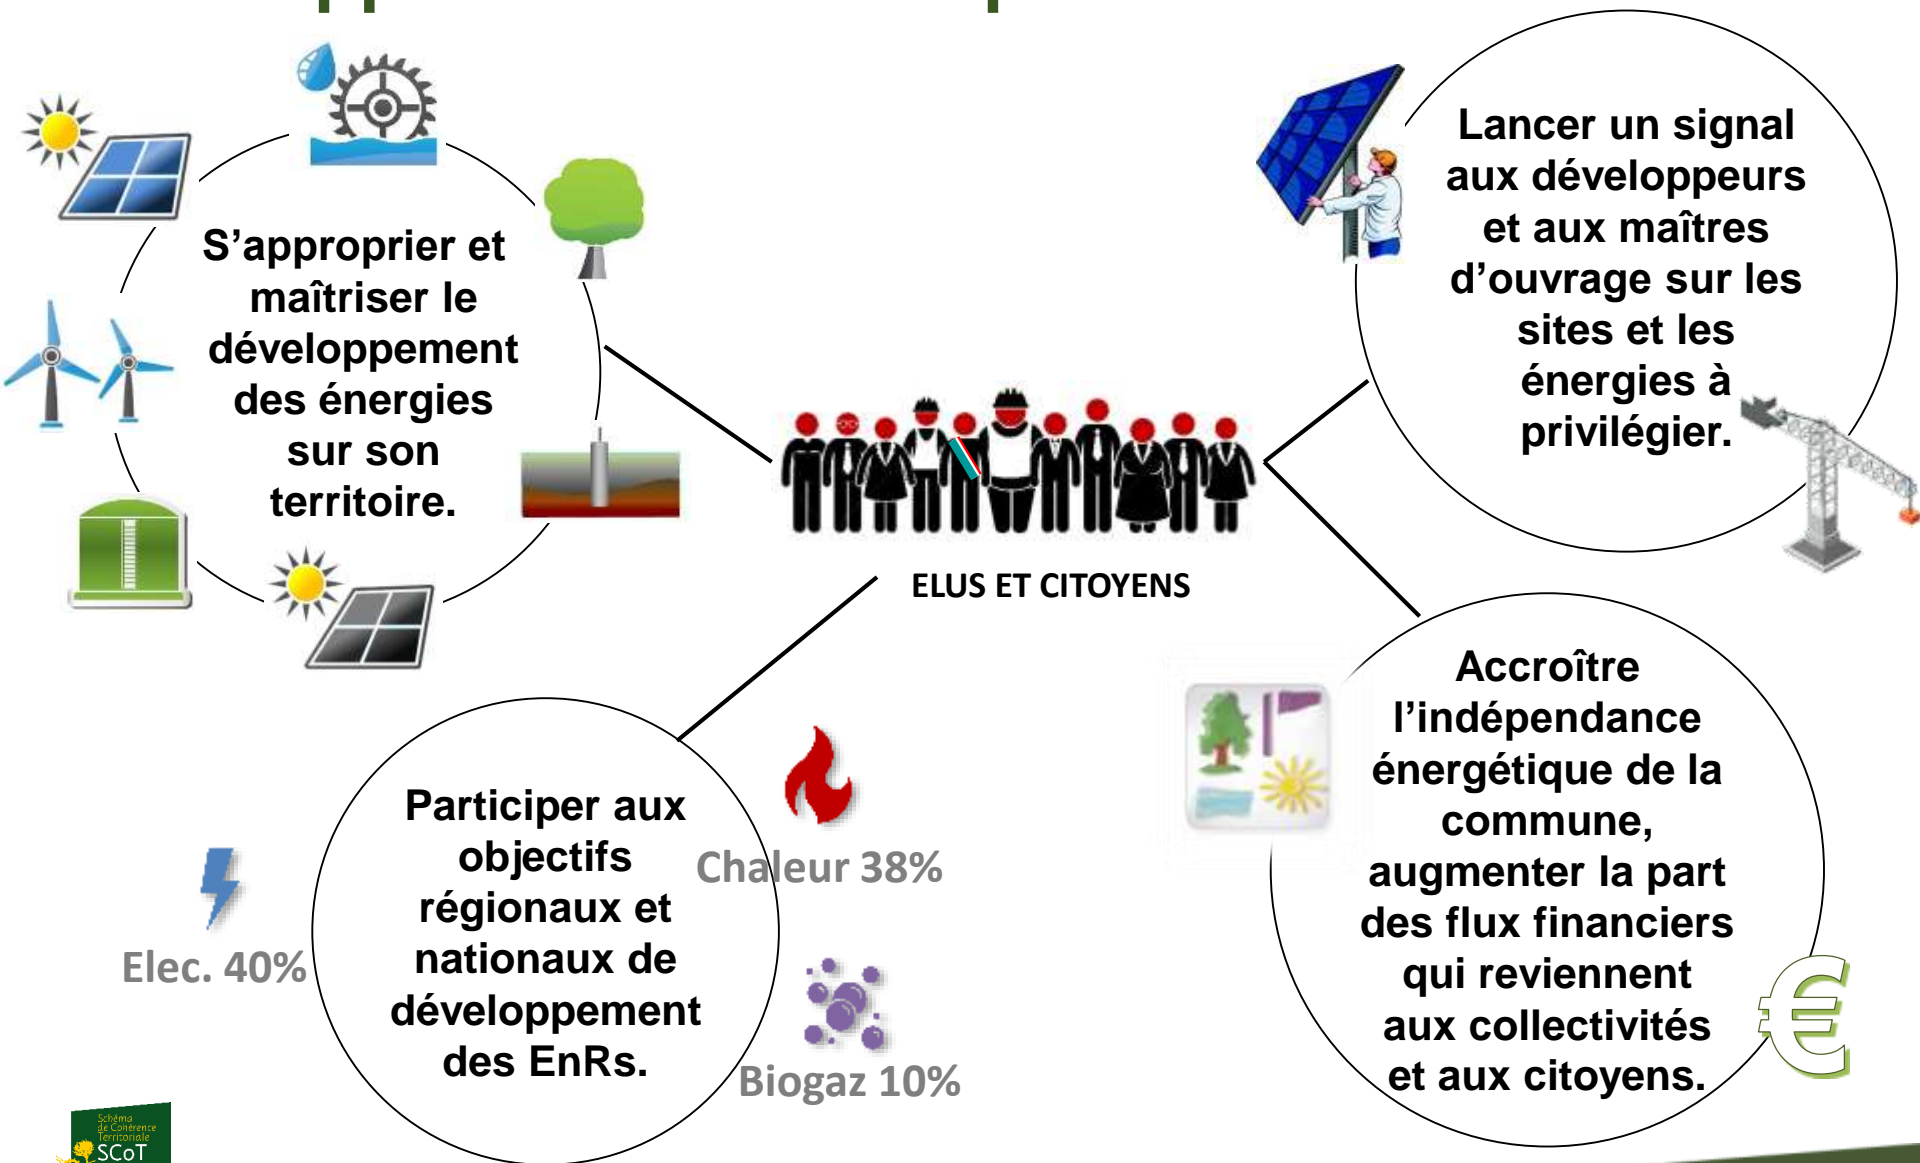 S’approprier et
maîtriser le
développement
des énergies
sur son
territoire.
Lancer un signal
aux développeurs
et aux maîtres
d’ouvrage sur les
sites et les
énergies à
privilégier.
ELUS ET CITOYENS
Participer aux
objectifs
régionaux et
nationaux de
développement
des EnRs.
Elec. 40%
Chaleur 38%
Biogaz 10%
Accroître
l’indépendance
énergétique de la
commune,
augmenter la part
des flux financiers
qui reviennent
aux collectivités
et aux citoyens.
€
Schéma
de Cohérence
Territoriale
SCoT